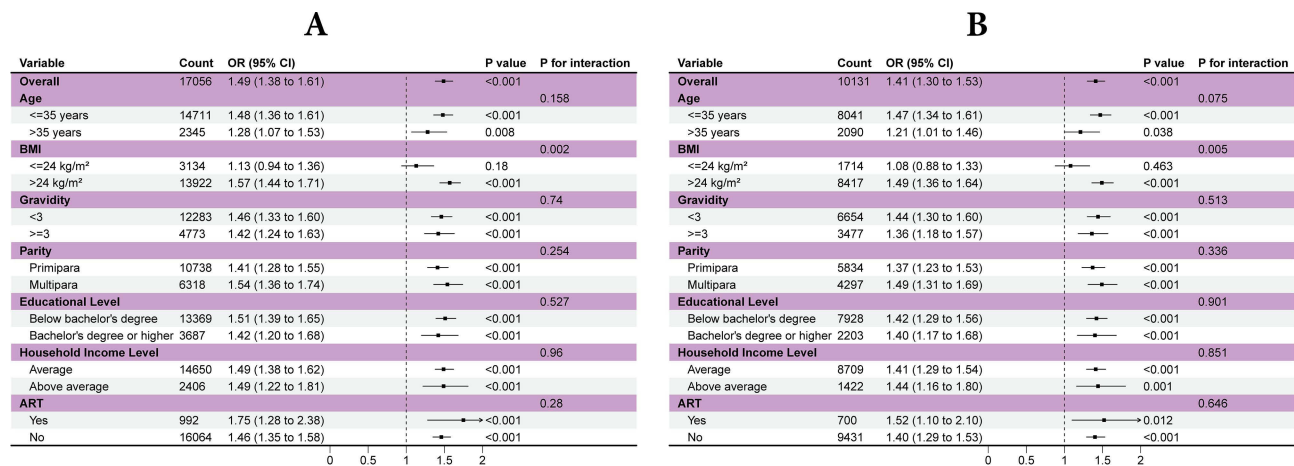 A
Variable Count OR (95% CI) P value P for interaction
Overall 17056 1.49 (1.38 to 1.61) <0.001
Age 0.158
<=35 years 14711 1.48 (1.36 to 1.61) <0.001
>35 years 2345 1.28 (1.07 to 1.53) 0.008
BMI 0.002
<=24 kg/m² 3134 1.13 (0.94 to 1.36) 0.18
>24 kg/m² 13922 1.57 (1.44 to 1.71) <0.001
Gravidity 0.74
<3 12283 1.46 (1.33 to 1.60) <0.001
>=3 4773 1.42 (1.24 to 1.63) <0.001
Parity 0.254
Primipara 10738 1.41 (1.28 to 1.55) <0.001
Multipara 6318 1.54 (1.36 to 1.74) <0.001
Educational Level 0.527
Below bachelor's degree 13369 1.51 (1.39 to 1.65) <0.001
Bachelor's degree or higher 3687 1.42 (1.20 to 1.68) <0.001
Household Income Level 0.96
Average 14650 1.49 (1.38 to 1.62) <0.001
Above average 2406 1.49 (1.22 to 1.81) <0.001
ART 0.28
Yes 992 1.75 (1.28 to 2.38) <0.001
No 16064 1.46 (1.35 to 1.58) <0.001
0 0.5 1 1.5 2
B
Variable Count OR (95% CI) P value P for interaction
Overall 10131 1.41 (1.30 to 1.53) <0.001
Age 0.075
<=35 years 8041 1.47 (1.34 to 1.61) <0.001
>35 years 2090 1.21 (1.01 to 1.46) 0.038
BMI 0.005
<=24 kg/m² 1714 1.08 (0.88 to 1.33) 0.463
>24 kg/m² 8417 1.49 (1.36 to 1.64) <0.001
Gravidity 0.513
<3 6654 1.44 (1.30 to 1.60) <0.001
>=3 3477 1.36 (1.18 to 1.57) <0.001
Parity 0.336
Primipara 5834 1.37 (1.23 to 1.53) <0.001
Multipara 4297 1.49 (1.31 to 1.69) <0.001
Educational Level 0.901
Below bachelor's degree 7928 1.42 (1.29 to 1.56) <0.001
Bachelor's degree or higher 2203 1.40 (1.17 to 1.68) <0.001
Household Income Level 0.851
Average 8709 1.41 (1.29 to 1.54) <0.001
Above average 1422 1.44 (1.16 to 1.80) 0.001
ART 0.646
Yes 700 1.52 (1.10 to 2.10) 0.012
No 9431 1.40 (1.29 to 1.53) <0.001
0 0.5 1 1.5 2